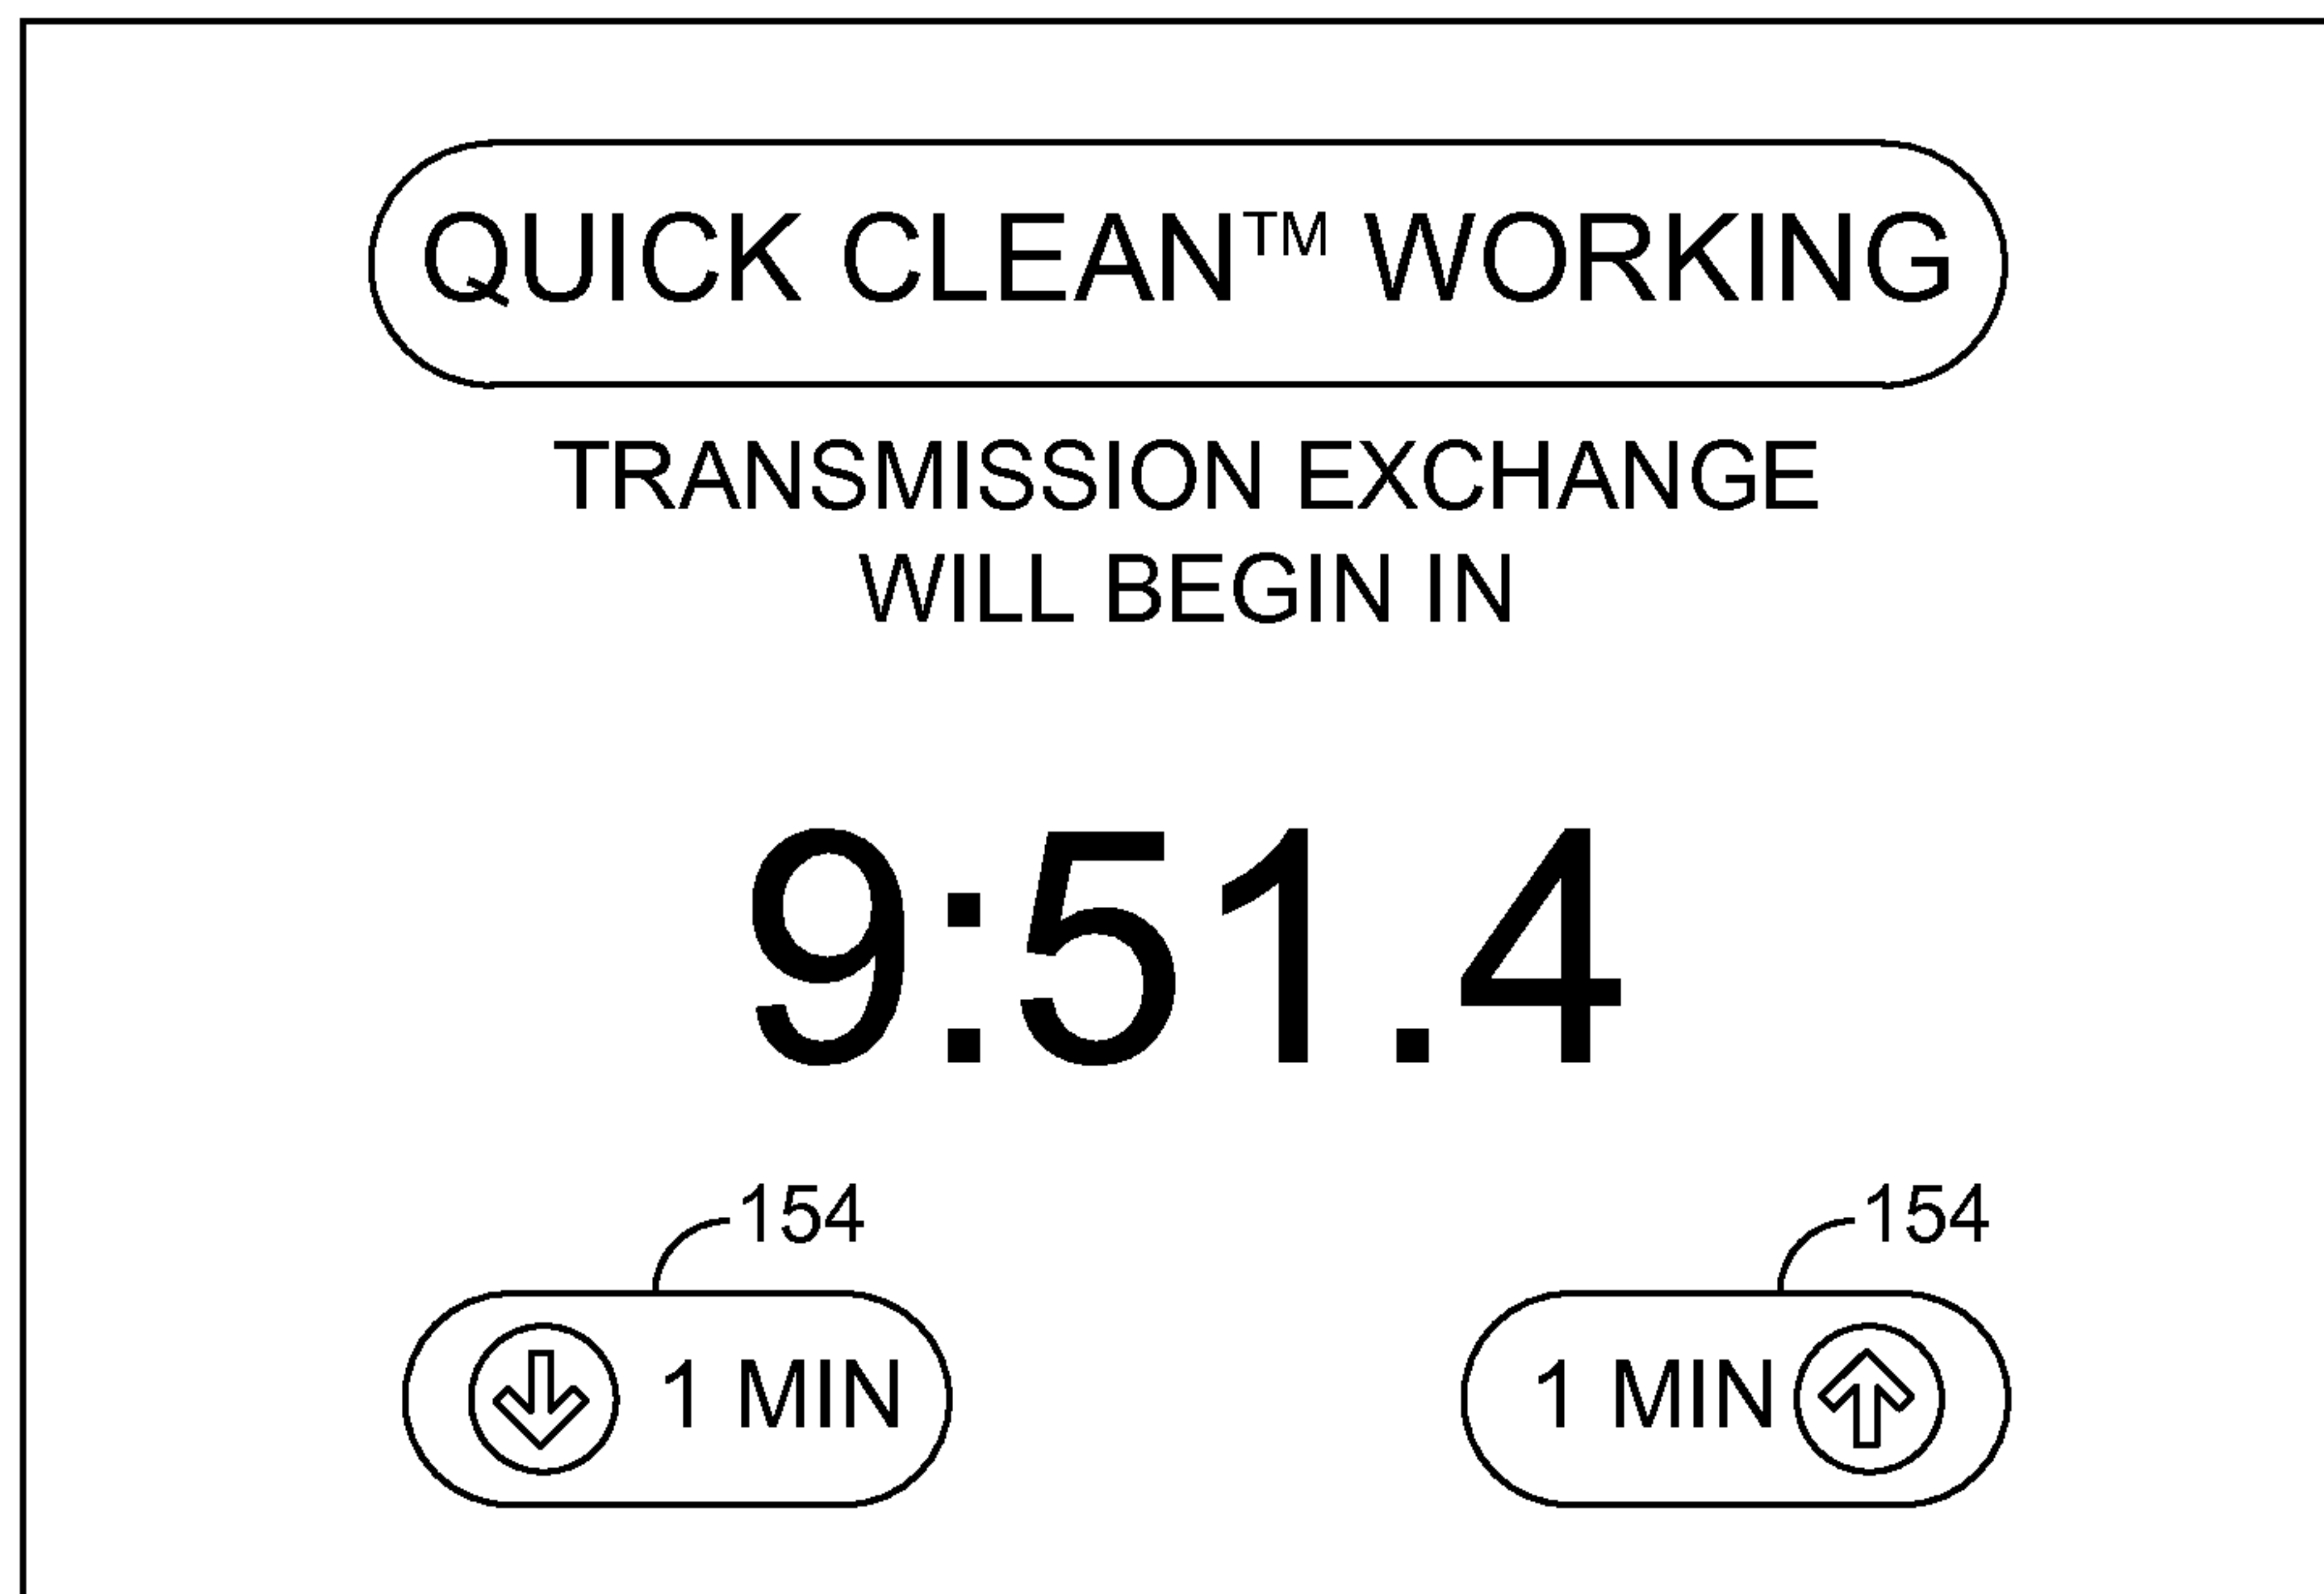 QUICK CLEAN™ WORKING
TRANSMISSION EXCHANGE
WILL BEGIN IN
9:51.4
154 154
1 MIN 1 MIN